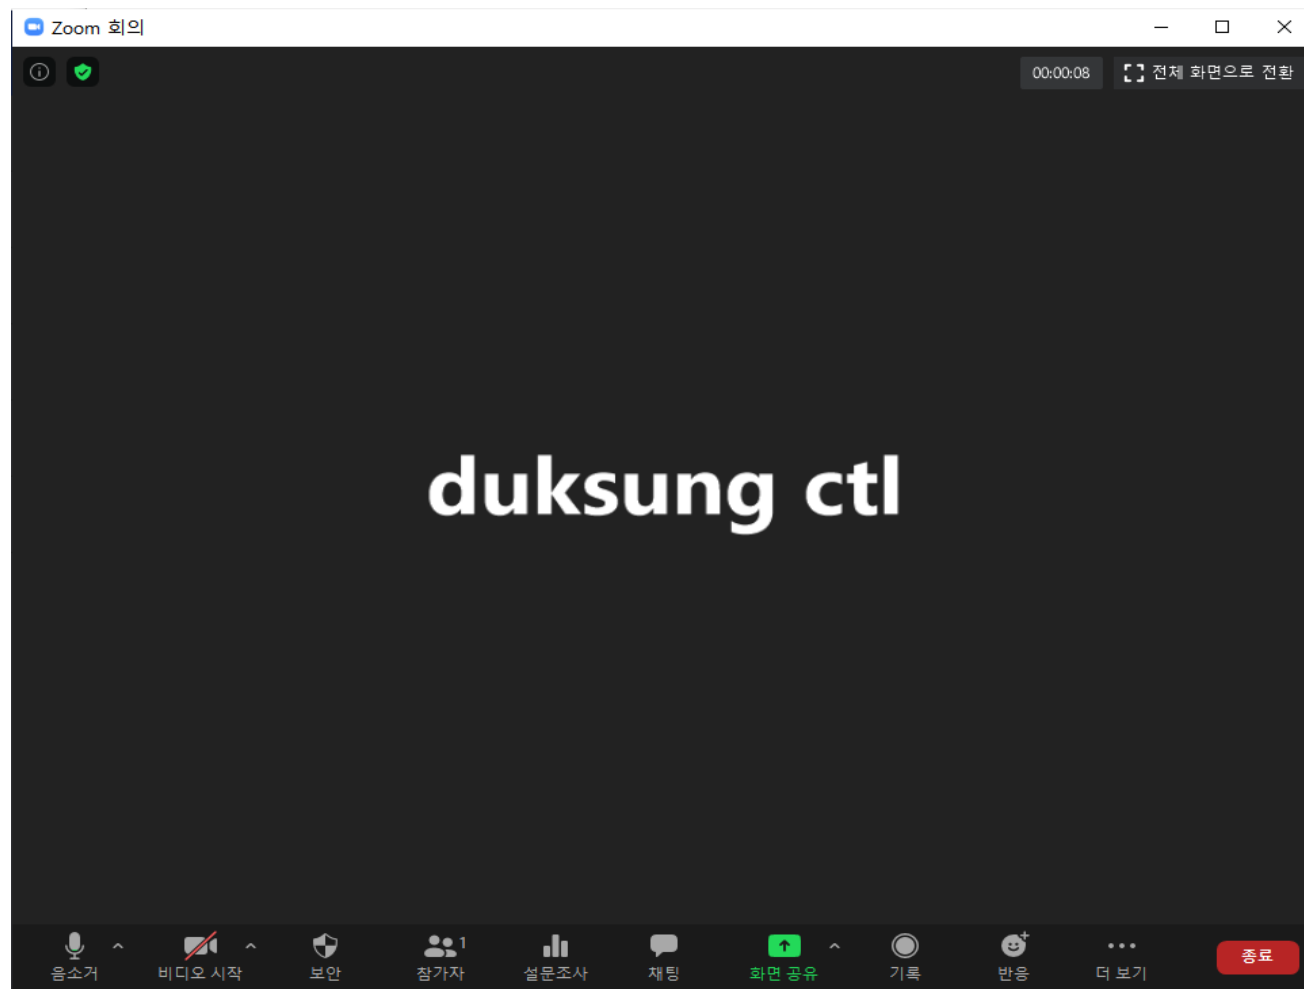 Zoom 회의
00:00:08
전체 화면으로 전환
duksung ctl
1
음소거
비디오 시작
보안
참가자
설문조사
채팅
화면 공유
기록
반응
더 보기
종료